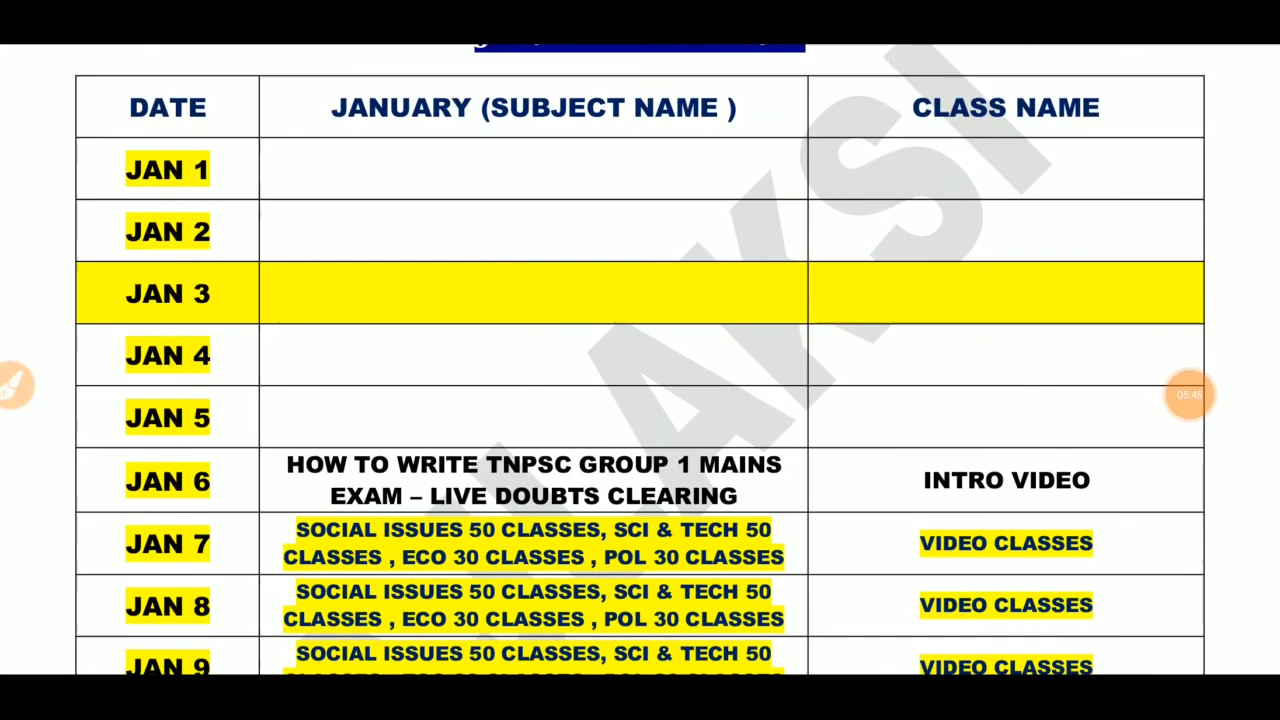 DATE
JANUARY (SUBJECT NAME )
CLASS NAME
JAN 1
JAN 2
JAN 3
JAN 4
JAN 5
JAN 6
HOW TO WRITE TNPSC GROUP 1 MAINS
EXAM – LIVE DOUBTS CLEARING
INTRO VIDEO
JAN 7
SOCIAL ISSUES 50 CLASSES, SCI & TECH 50
CLASSES , ECO 30 CLASSES , POL 30 CLASSES
VIDEO CLASSES
JAN 8
SOCIAL ISSUES 50 CLASSES, SCI & TECH 50
CLASSES , ECO 30 CLASSES , POL 30 CLASSES
VIDEO CLASSES
JAN 9
SOCIAL ISSUES 50 CLASSES, SCI & TECH 50
VIDEO CLASSES
05:45